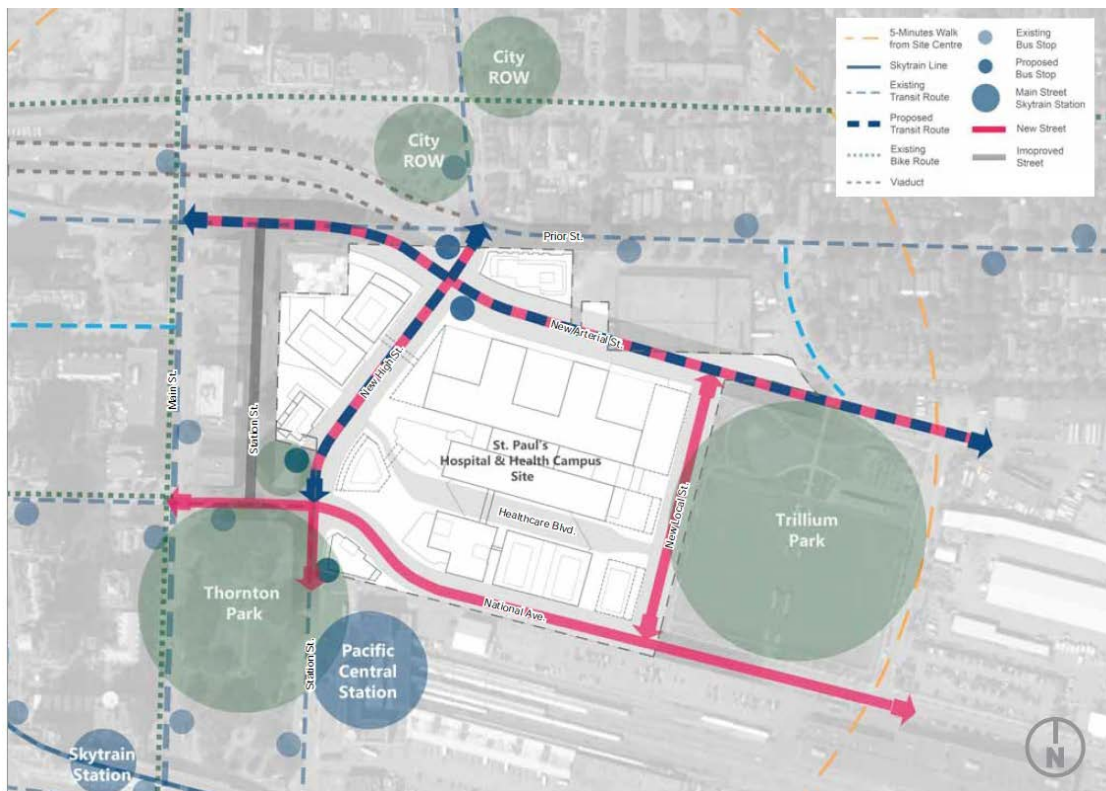 City
ROW
City
ROW
5-Minutes Walk
from Site Centre
Skytrain Line
Existing
Transit Route
Proposed
Transit Route
Existing
Bike Route
Viaduct
Existing
Bus Stop
Proposed
Bus Stop
Main Street
Skytrain Station
New Street
Imoproved
Street
Prior St.
New Arterial St.
New High St.
Main St.
Station St.
St. Paul's
Hospital & Health Campus
Site
Healthcare Blvd.
New Local St.
Trillium
Park
Thornton
Park
National Ave.
Station St.
Pacific
Central
Station
Skytrain
Station
N